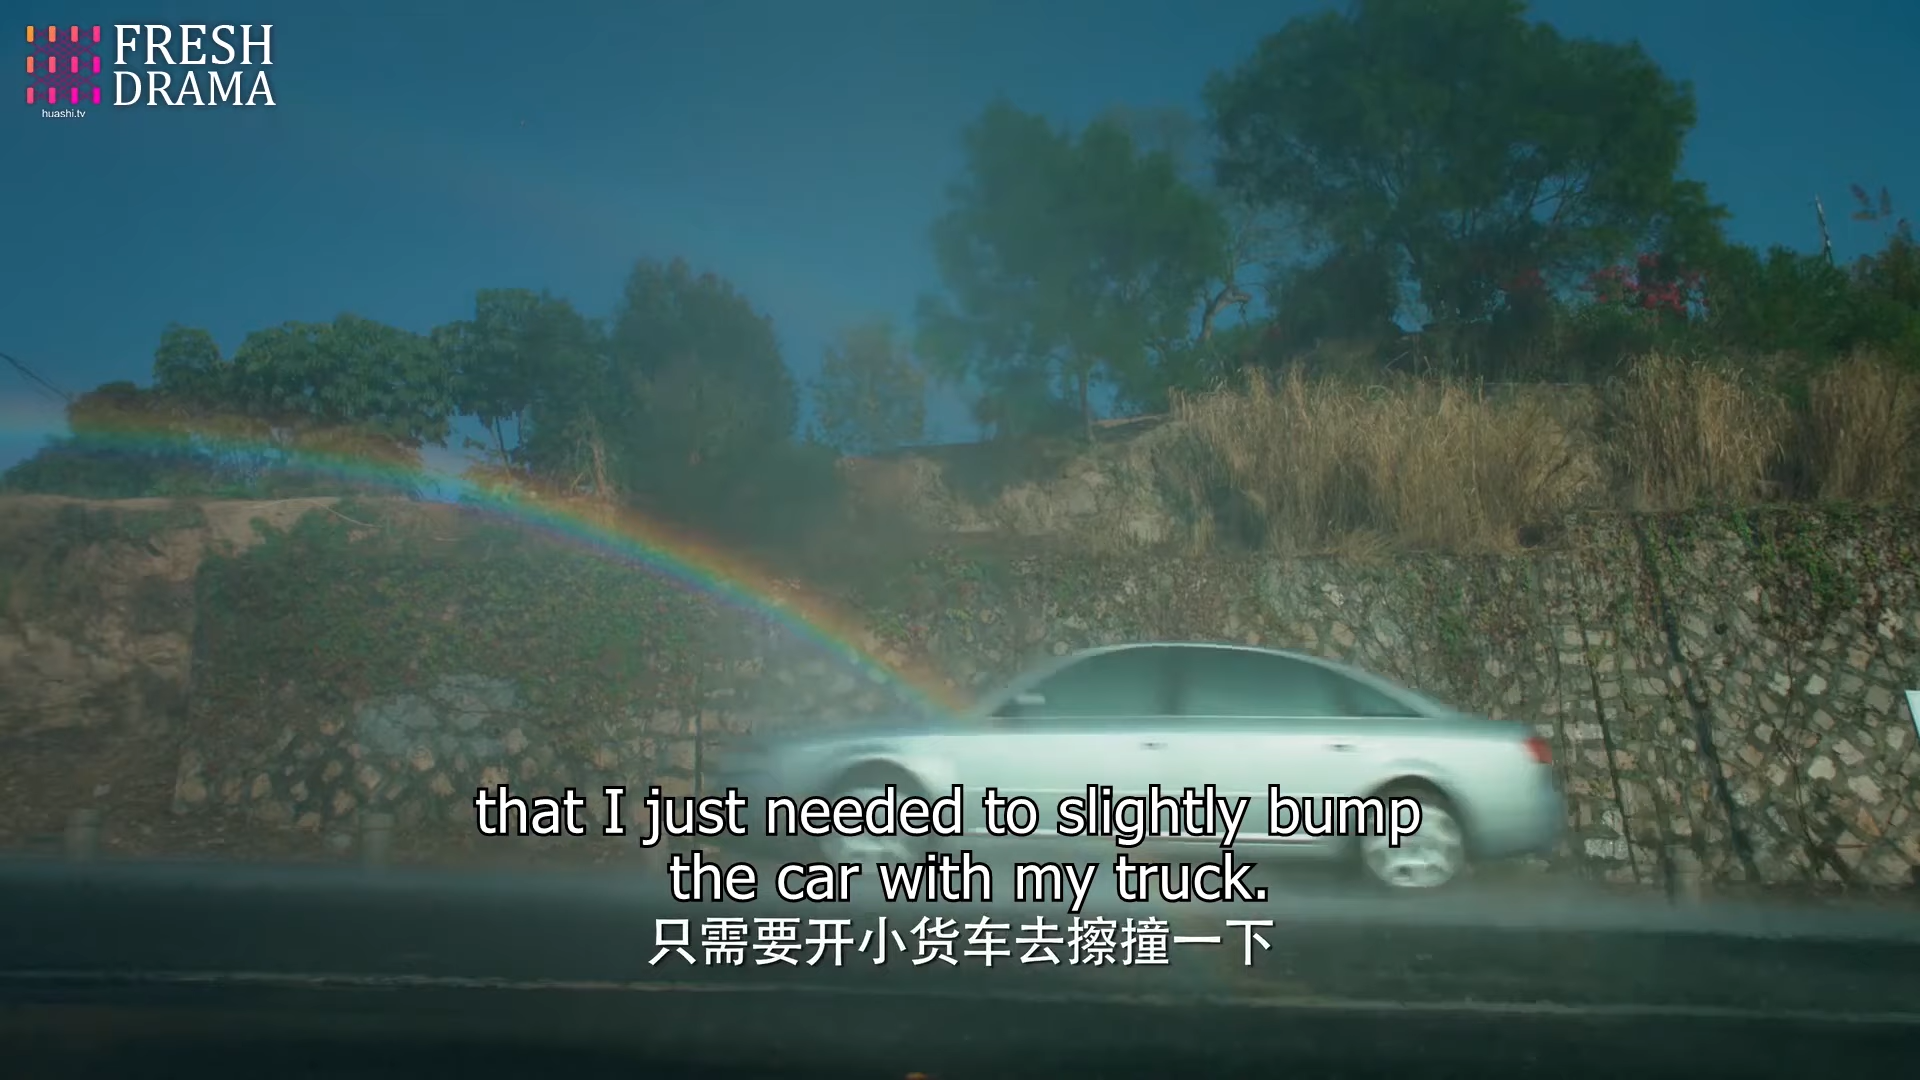 FRESH
DRAMA
huashi.tv
that I just needed to slightly bump
the car with my truck.
只需要开小货车去擦撞一下